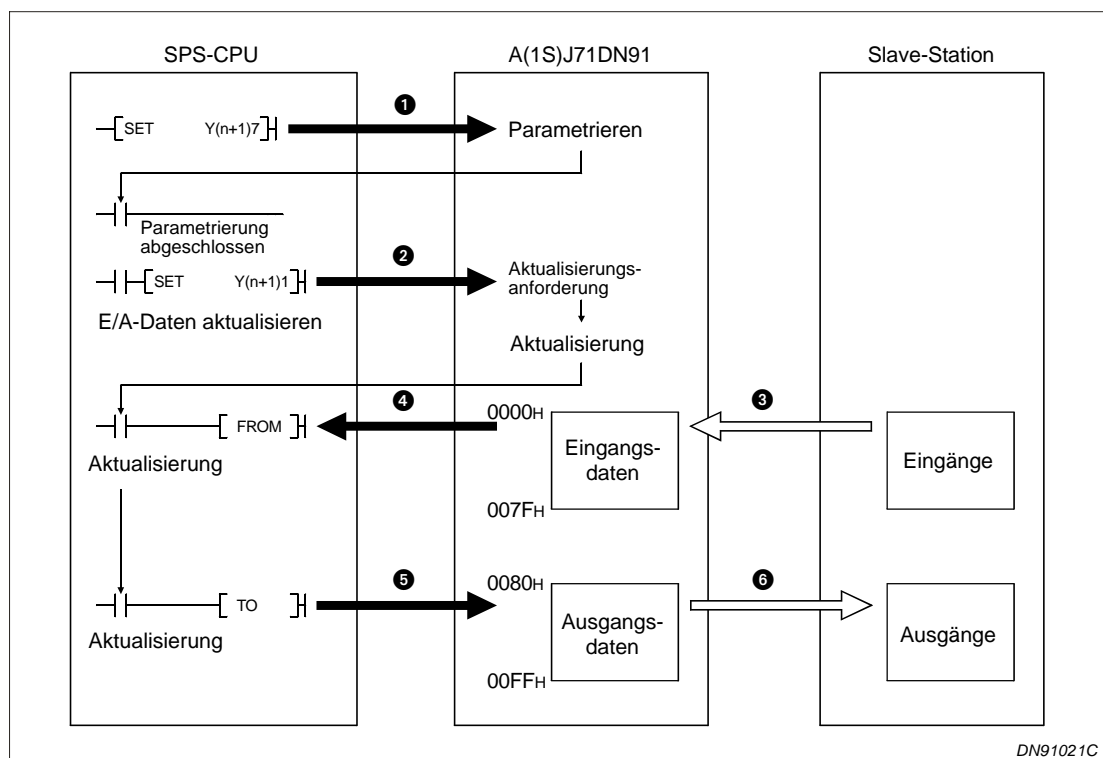 SPS-CPU
A(1S)J71DN91
Slave-Station
❶
SET Y(n+1)7
Parametrieren
Parametrierung
abgeschlossen
❷
SET Y(n+1)1
Aktualisierungs-
anforderung
E/A-Daten aktualisieren
Aktualisierung
❹
❸
FROM
0000H
Eingangs-
daten
Eingänge
Aktualisierung
007FH
❺
0080H
❻
TO
Ausgangs-
daten
Ausgänge
Aktualisierung
00FFH
DN91021C